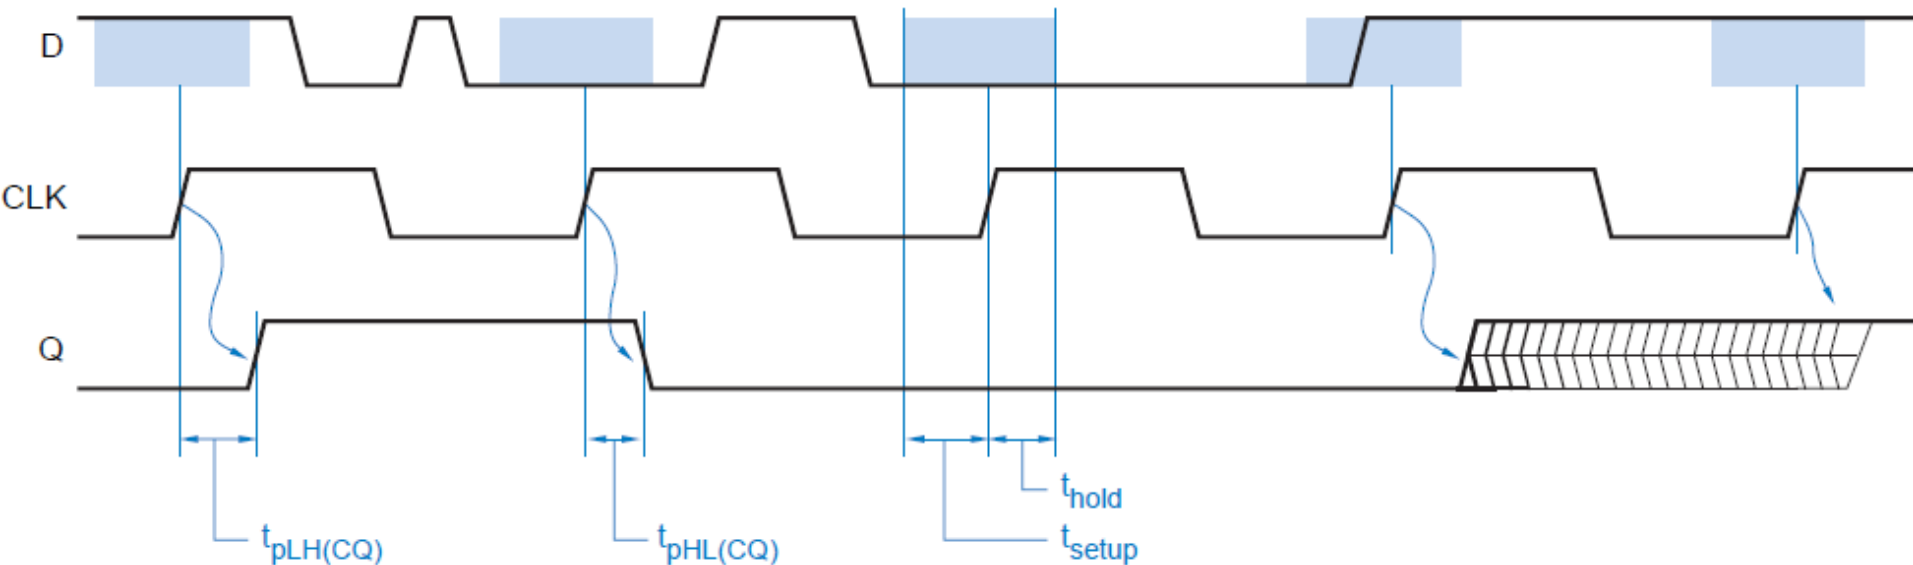 D
CLK
Q
thold
tpLH(CQ)
tpHL(CQ)
tsetup